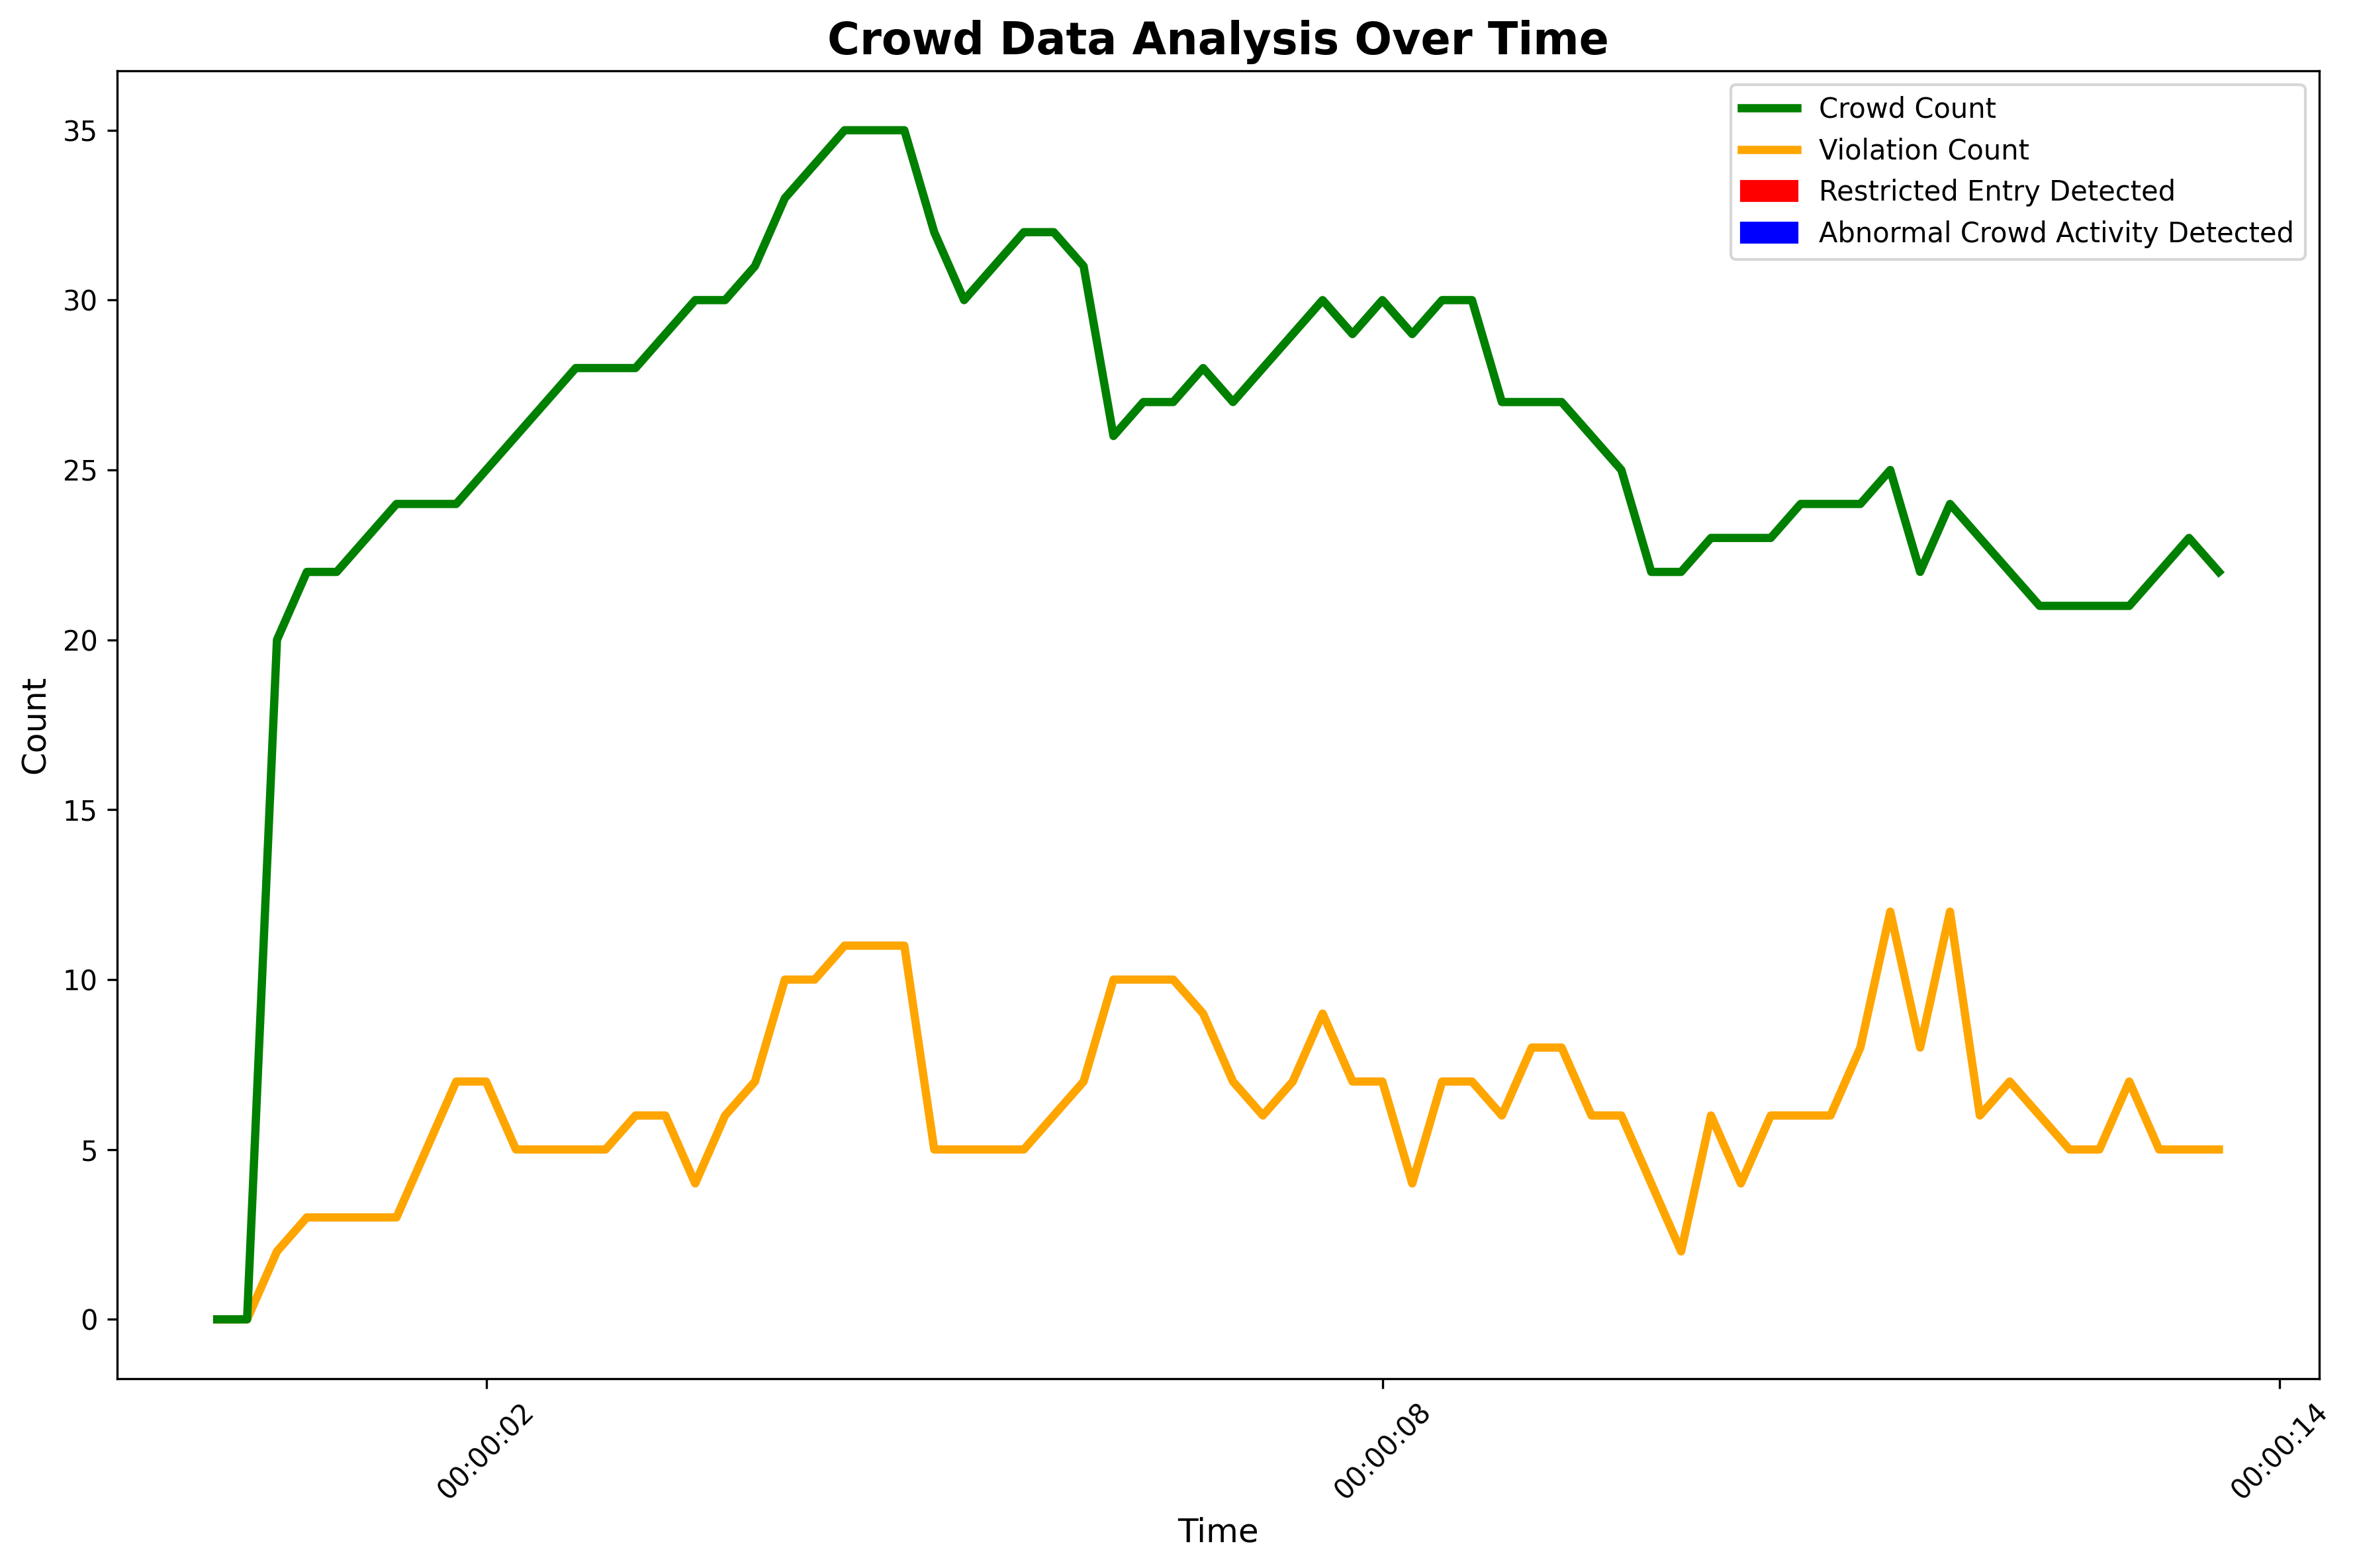 Crowd Data Analysis Over Time
Crowd Count
Violation Count
Restricted Entry Detected
Abnormal Crowd Activity Detected
35
30
25
20
15
10
5
0
Count
00:00:02
00:00:08
00:00:14
Time